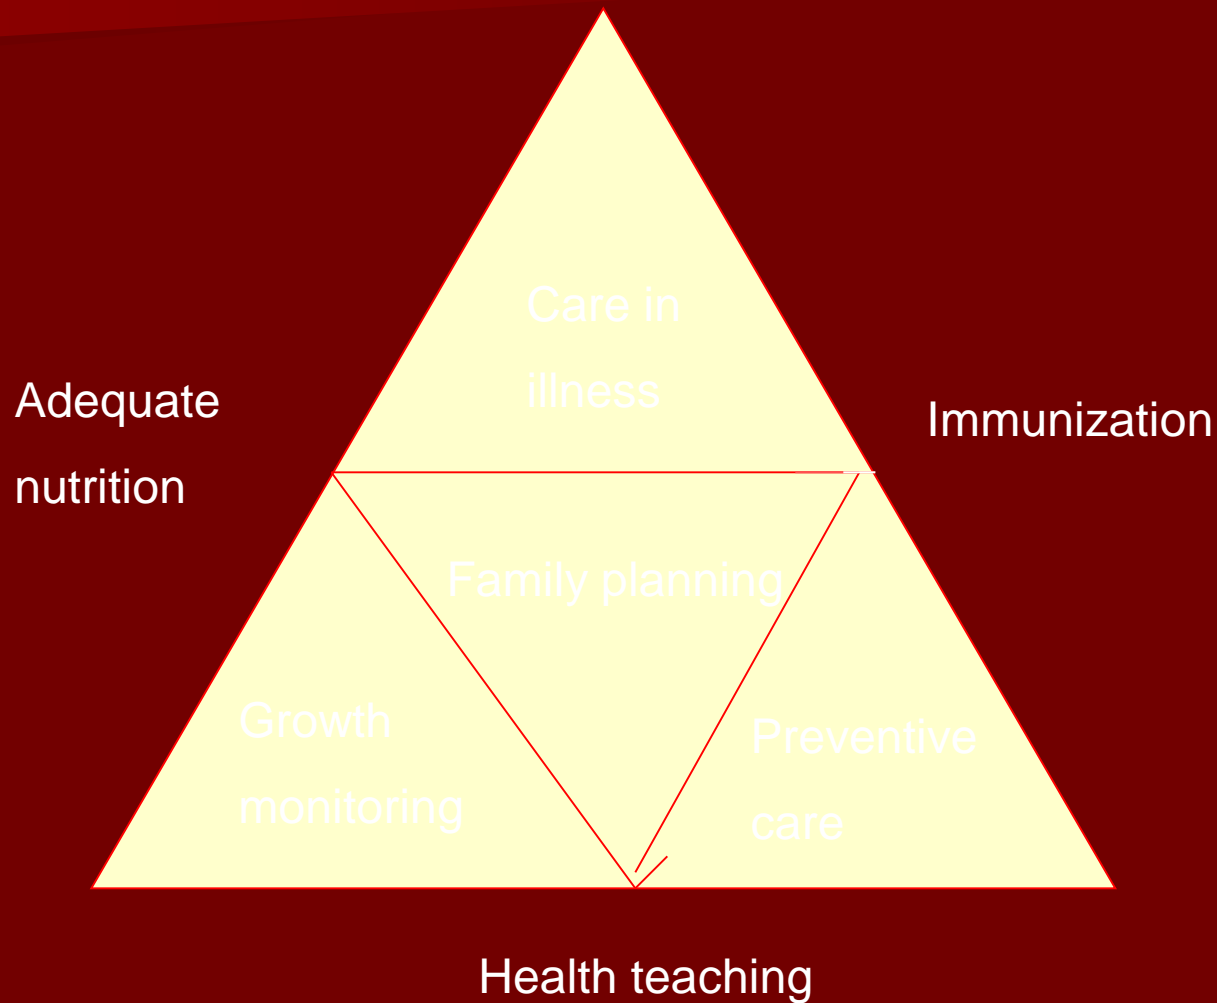 Care in
illness
Adequate
nutrition
Immunization
Family planning
Growth
monitoring
Preventive
care
Health teaching